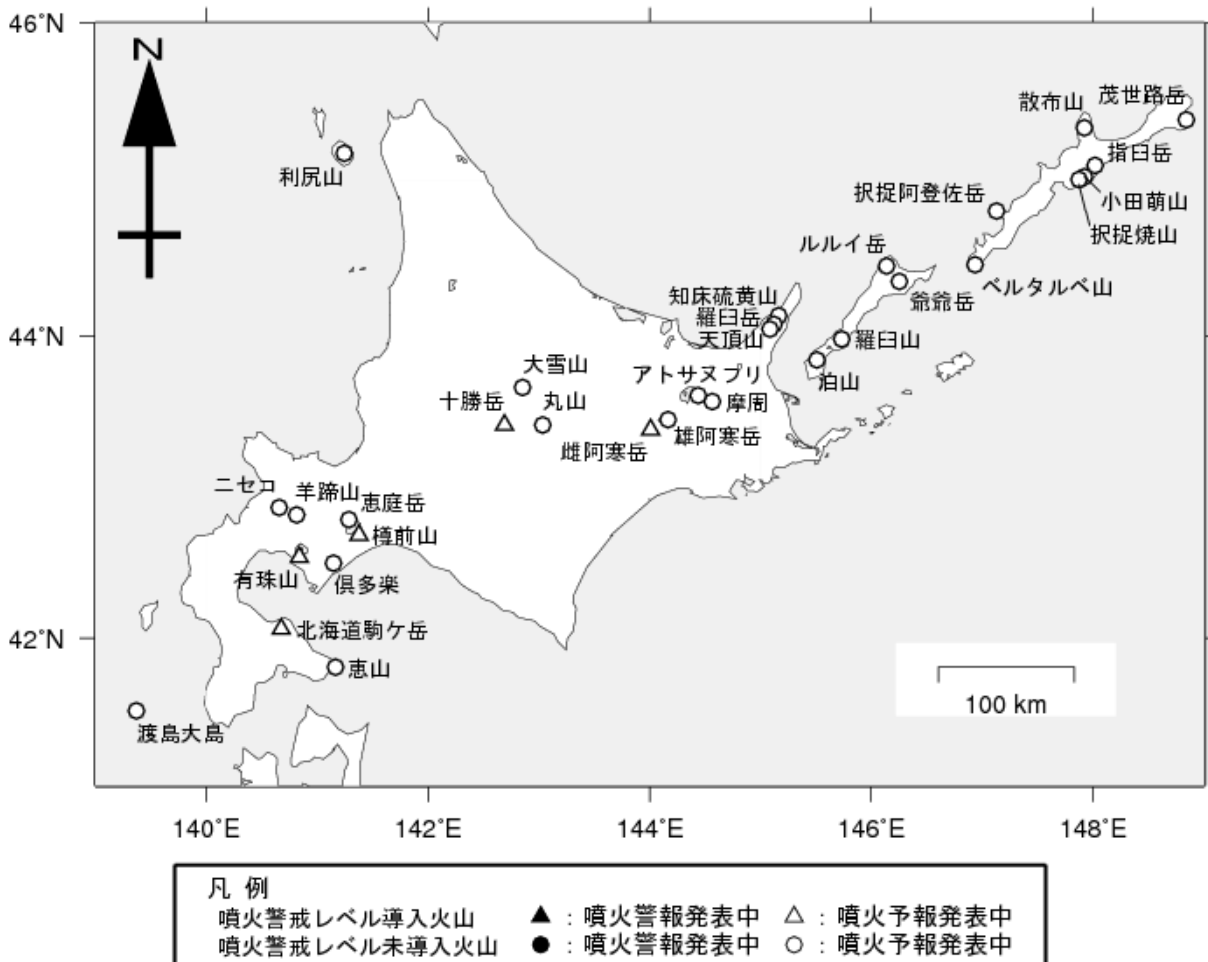 46°N
N
散布山
茂世路岳
利尻山
指臼岳
小田萌山
択捉焼山
択捉阿登佐岳
ルルイ岳
ベルタルベ山
爺爺岳
知床硫黄山
羅臼岳
天頂山
44°N
羅臼山
泊山
大雪山
アトサヌプリ
十勝岳
丸山
摩周
雌阿寒岳
雄阿寒岳
ニセコ
羊蹄山
恵庭岳
樽前山
有珠山
倶多楽
北海道駒ケ岳
42°N
恵山
100 km
渡島大島
140°E
142°E
144°E
146°E
148°E
凡 例
噴火警戒レベル導入火山 ▲ : 噴火警報発表中 △ : 噴火予報発表中
噴火警戒レベル未導入火山 ● : 噴火警報発表中 ○ : 噴火予報発表中